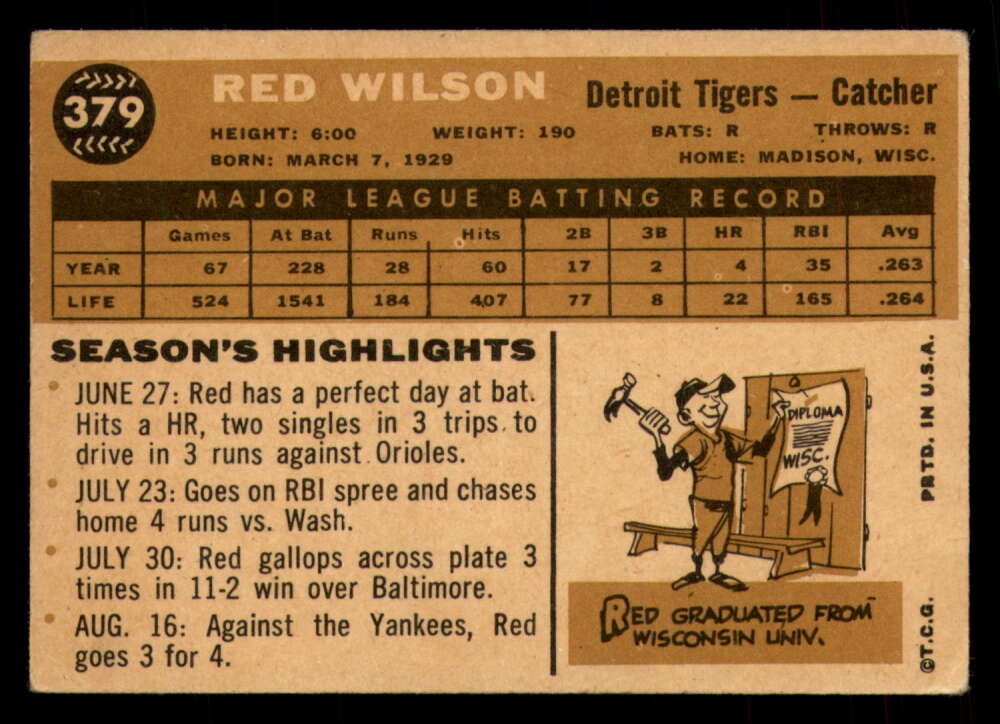 379
RED WILSON
Detroit Tigers — Catcher
HEIGHT: 6:00 WEIGHT: 190 BATS: R THROWS: R
BORN: MARCH 7, 1929 HOME: MADISON, WISC.
MAJOR LEAGUE BATTING RECORD
Games At Bat Runs Hits 2B 3B HR RBI Avg
YEAR 67 228 28 60 17 2 4 35 .263
LIFE 524 1541 184 407 77 8 22 165 .264
SEASON'S HIGHLIGHTS
JUNE 27: Red has a perfect day at bat.
Hits a HR, two singles in 3 trips to
drive in 3 runs against Orioles.
JULY 23: Goes on RBI spree and chases
home 4 runs vs. Wash.
JULY 30: Red gallops across plate 3
times in 11-2 win over Baltimore.
AUG. 16: Against the Yankees, Red
goes 3 for 4.
DIPLOMA
WISC.
RED GRADUATED FROM
WISCONSIN UNIV.
©T.C.G. PRTD. IN U.S.A.